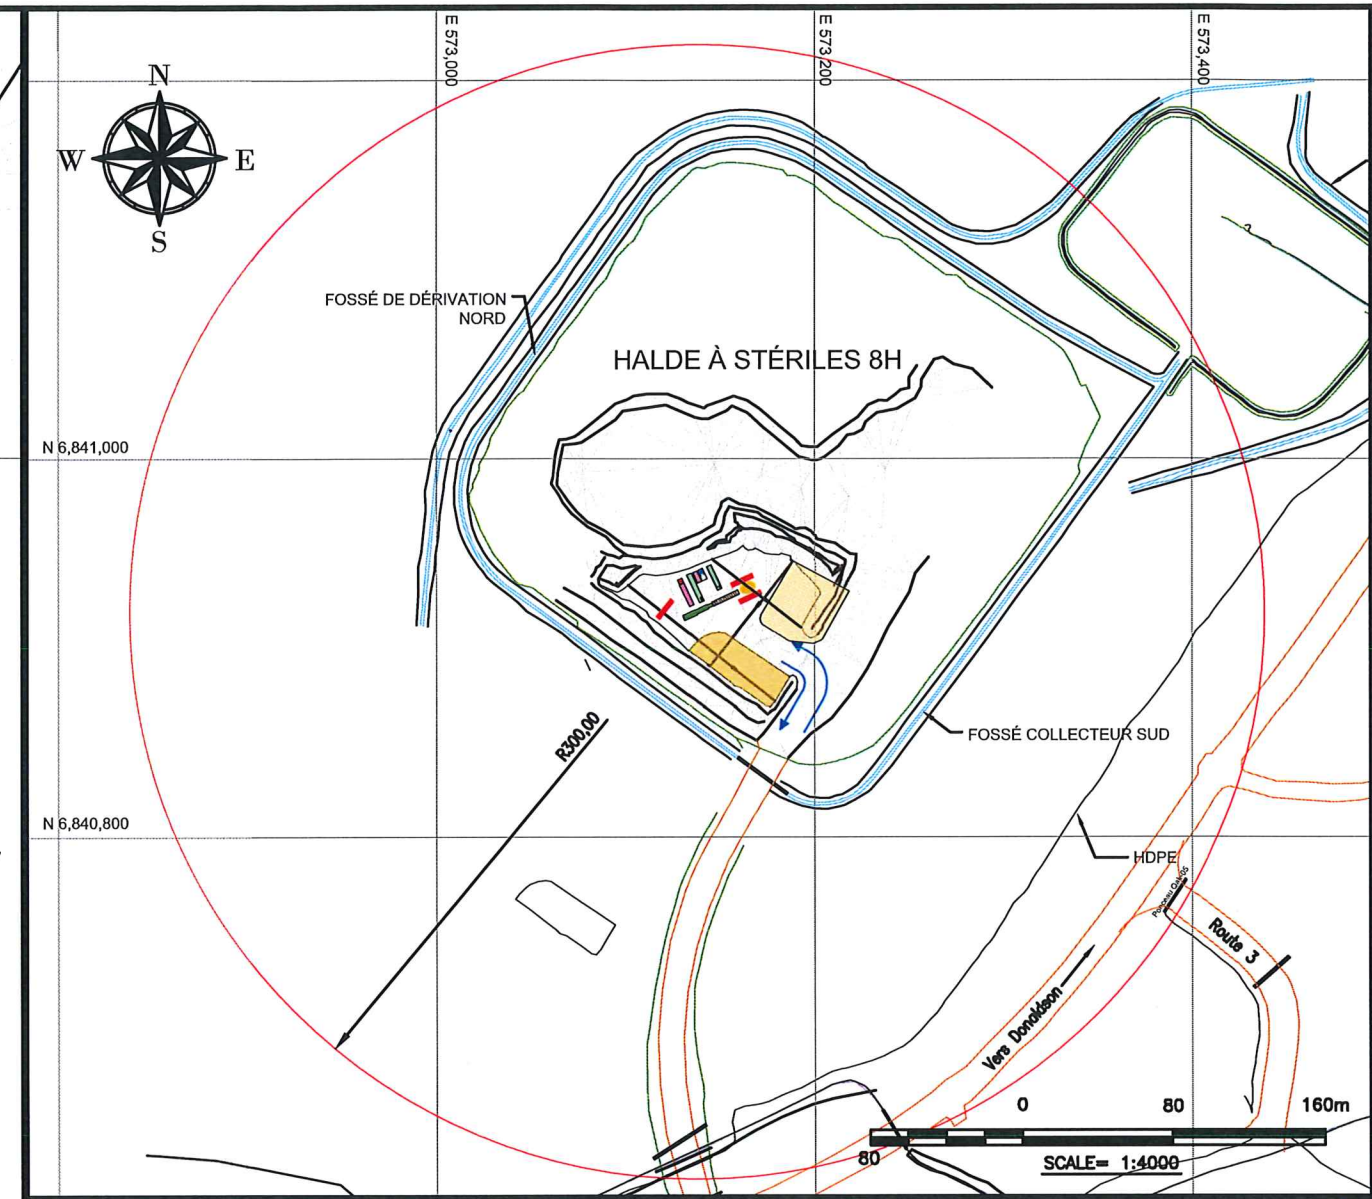 E 573,000
E 573,200
E 573,400
N
W E
S
FOSSÉ DE DÉRIVATION
NORD
HALDE À STÉRILES 8H
N 6,841,000
R300,00
FOSSÉ COLLECTEUR SUD
N 6,840,800
HDPE
Ponceau
Route 3
Vers Donaldson
0 80 160m
80
SCALE= 1:4000